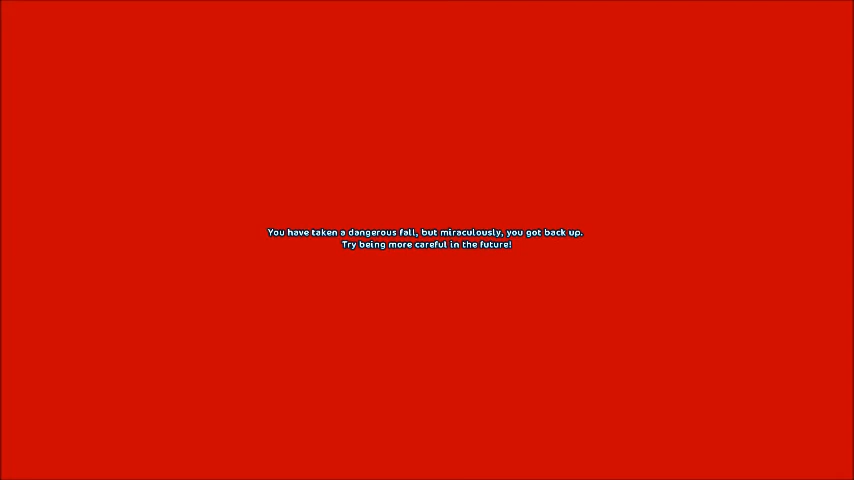 You have taken a dangerous fall, but miraculously, you got back up.
Try being more careful in the future!